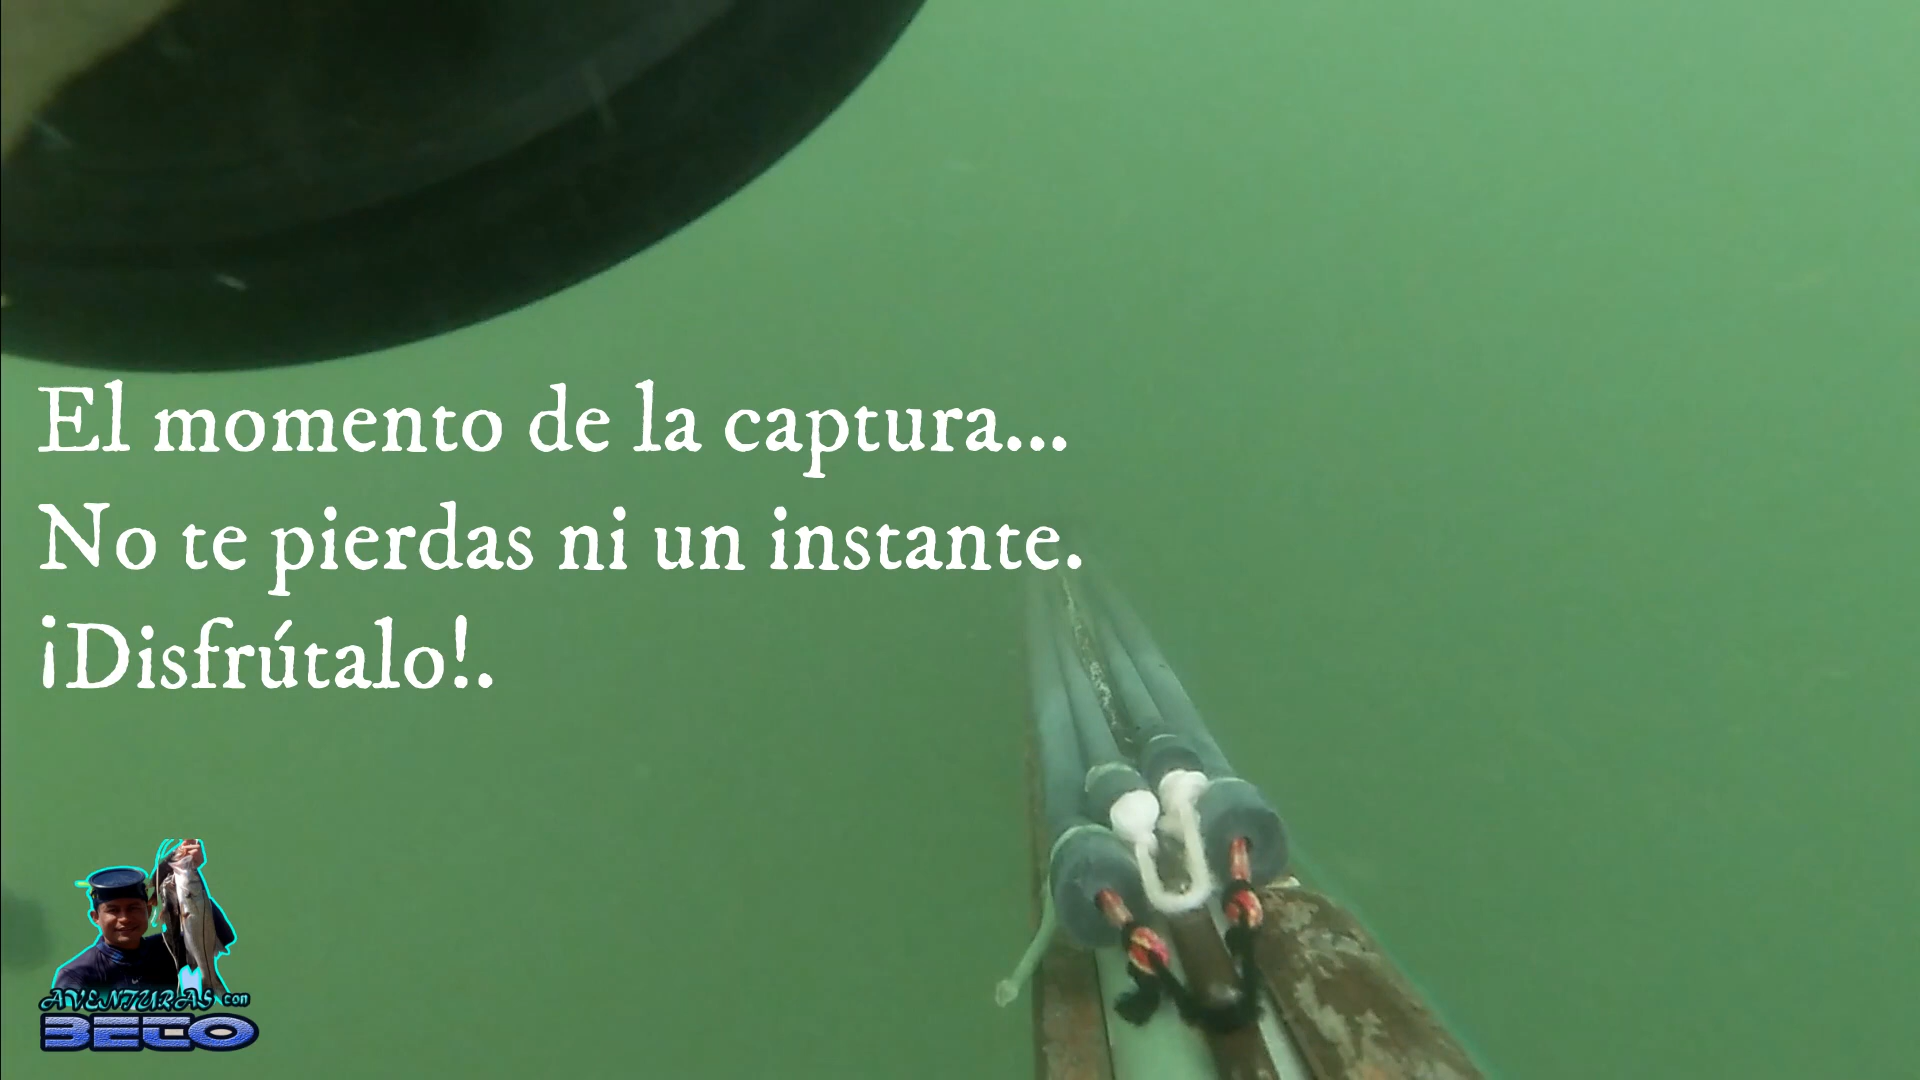 El momento de la captura...
No te pierdas ni un instante.
¡Disfrútalo!.
AVENTURAS con
BETO